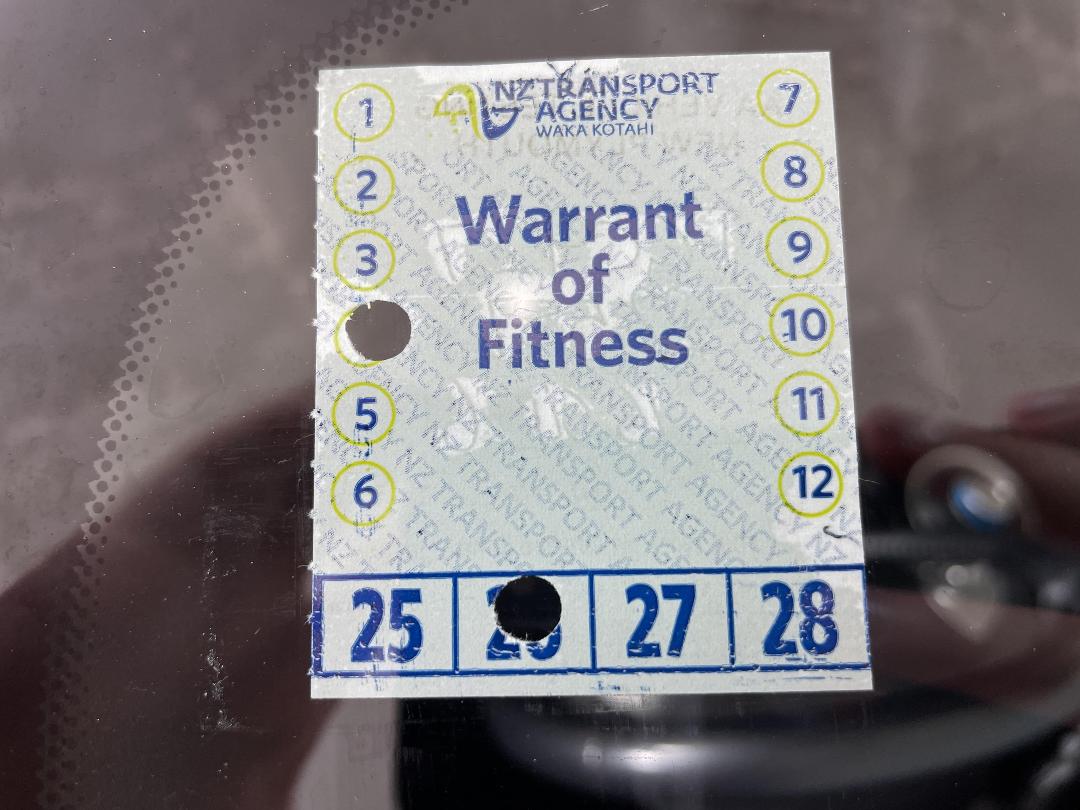 NZ TRANSPORT
AGENCY
WAKA KOTAHI
1
7
2
8
3
9
10
5
11
6
12
Warrant
of
Fitness
25
27
28